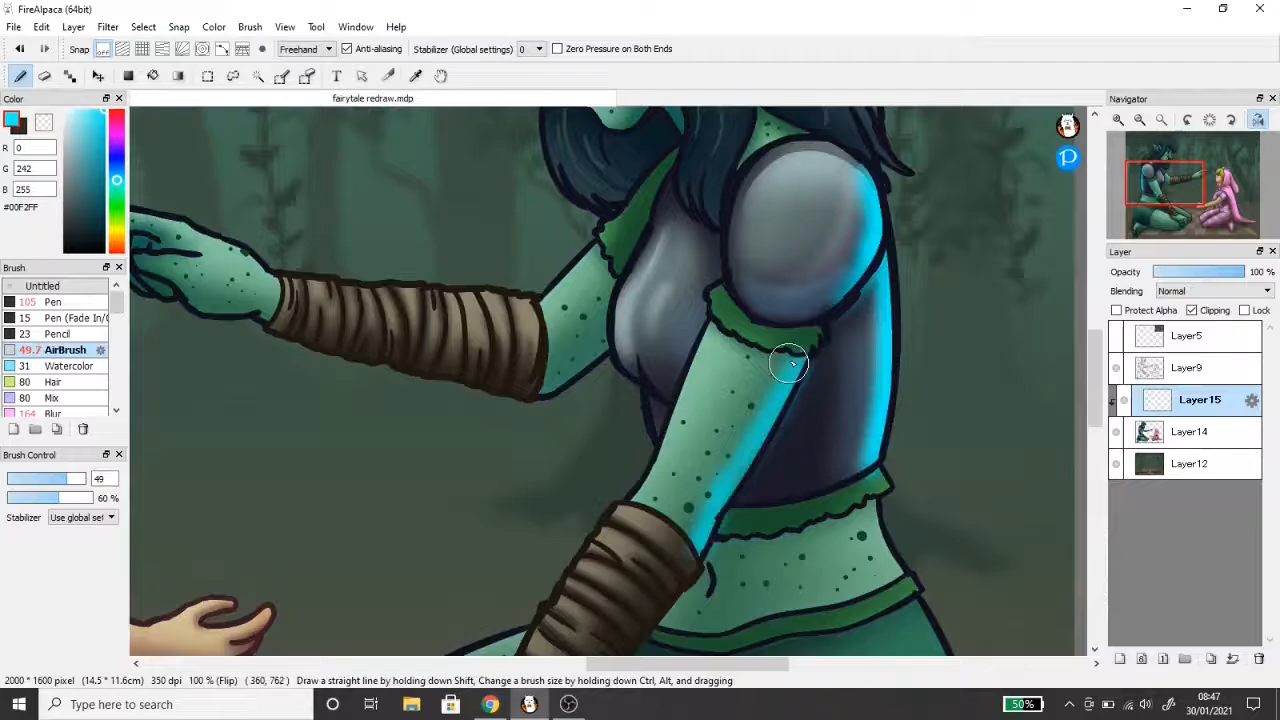 FireAlpaca (64bit)
File Edit Layer Filter Select Snap Color Brush View Tool Window Help
Snap OFF Freehand Anti-aliasing Stabilizer (Global settings) 0 Zero Pressure on Both Ends
Color
fairytale redraw.mdp
Navigator
R 0
G 242
B 255
#00F2FF
Brush
Untitled
105 Pen
15 Pen (Fade In/O
23 Pencil
49.7 AirBrush
31 Watercolor
80 Hair
80 Mix
164 Blur
Brush Control
49
60 %
Stabilizer Use global set
Layer
Opacity 100 %
Blending Normal
Protect Alpha Clipping Lock
Layer5
Layer9
Layer15
Layer14
Layer12
2000 * 1600 pixel (14.5 * 11.6cm) 350 dpi 100 % (Flip) ( 360, 762 ) Draw a straight line by holding down Shift, Change a brush size by holding down Ctrl, Alt, and dragging
Type here to search
50%
08:47
30/01/2021